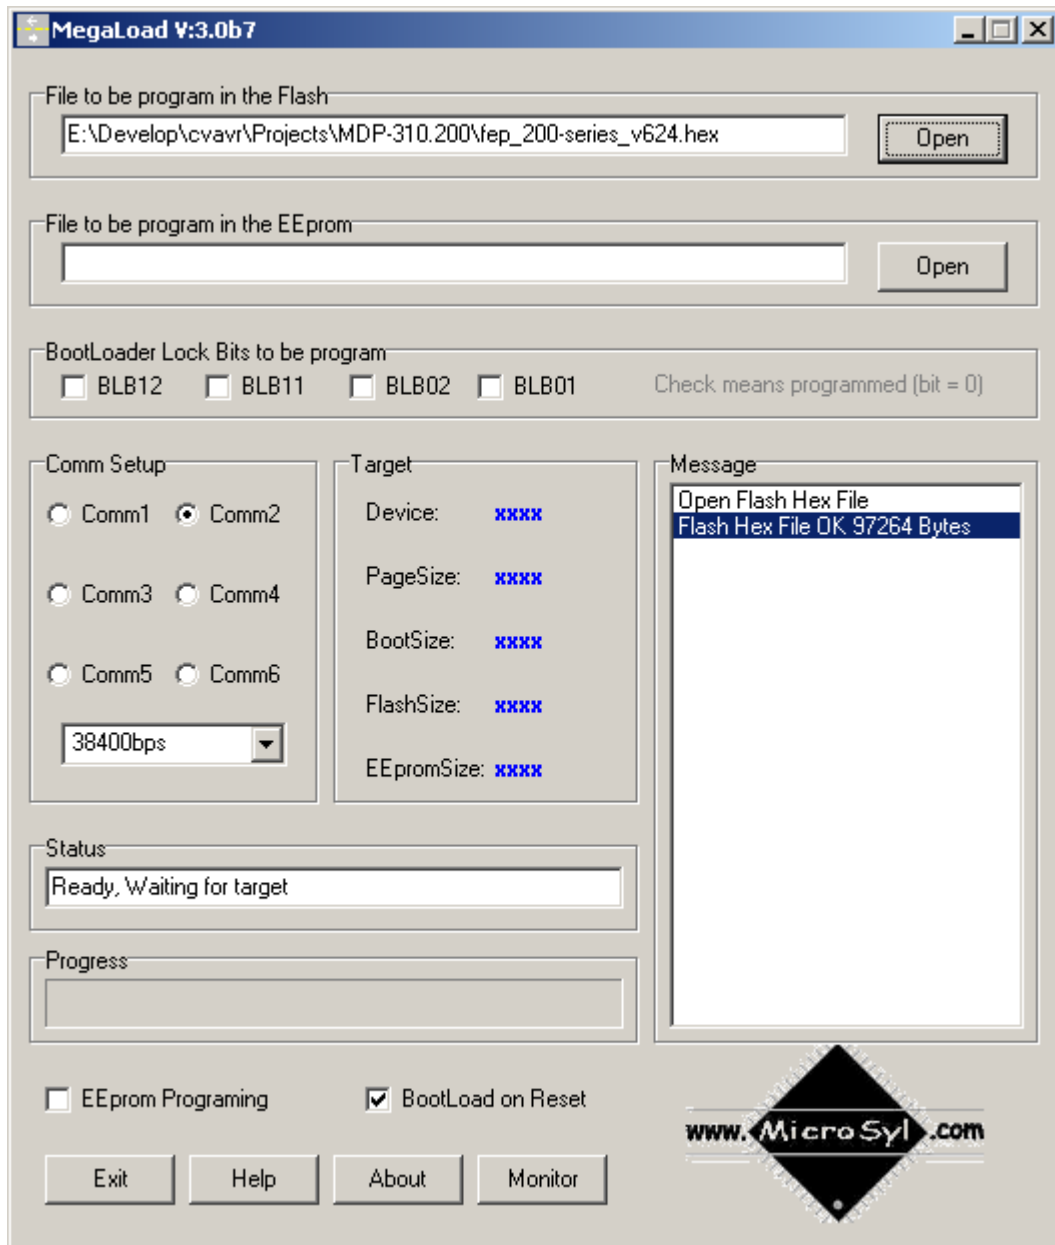 MegaLoad V:3.0b7
File to be program in the Flash
E:\Develop\cvavr\Projects\MDP-310.200\fep_200-series_v624.hex
Open
File to be program in the EEprom
Open
BootLoader Lock Bits to be program
BLB12 BLB11 BLB02 BLB01 Check means programmed (bit = 0)
Comm Setup
Comm1 Comm2
Comm3 Comm4
Comm5 Comm6
38400bps
Target
Device: xxxx
PageSize: xxxx
BootSize: xxxx
FlashSize: xxxx
EEpromSize: xxxx
Message
Open Flash Hex File
Flash Hex File OK 97264 Bytes
Status
Ready, Waiting for target
Progress
EEprom Programing BootLoad on Reset
Exit Help About Monitor
www.MicroSyl.com